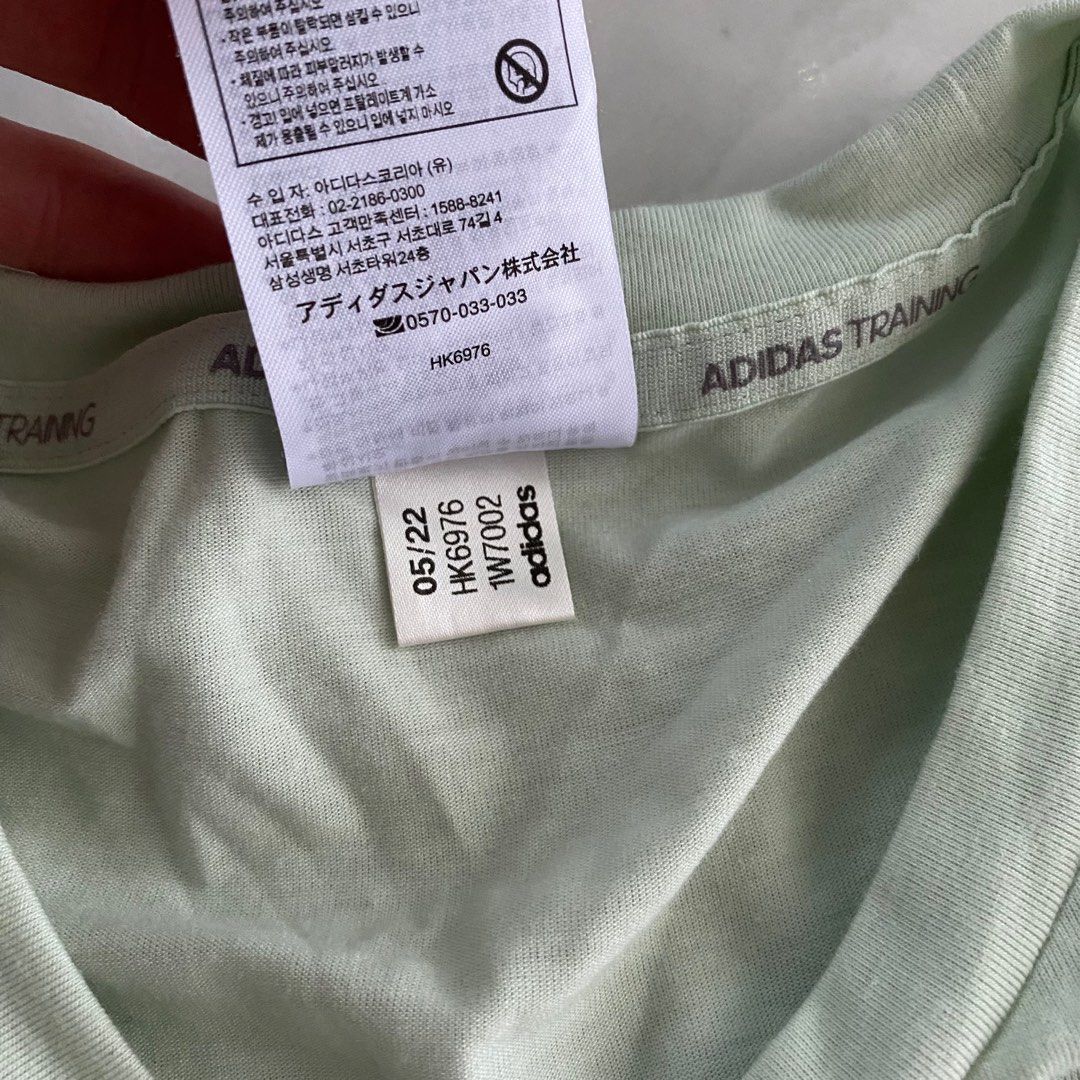 주의하여 주십시오
• 작은 부품이 탈락되면 삼킬 수 있으니
주의하여 주십시오
• 체질에 따라 피부알러지가 발생할 수
있으니 주의하여 주십시오
• 경고! 입에 넣으면 프탈레이트계 가소
제가 용출될 수 있으니 입에 넣지 마시오
수 입 자: 아디다스코리아 (유)
대표전화 : 02-2186-0300
아디다스 고객만족센터 : 1588-8241
서울특별시 서초구 서초대로 74길 4
삼성생명 서초타워24층
アディダスジャパン株式会社
0570-033-033
HK6976
TRAINING
AD
ADIDAS TRAINING
05/22
HK6976
1W7002
adidas